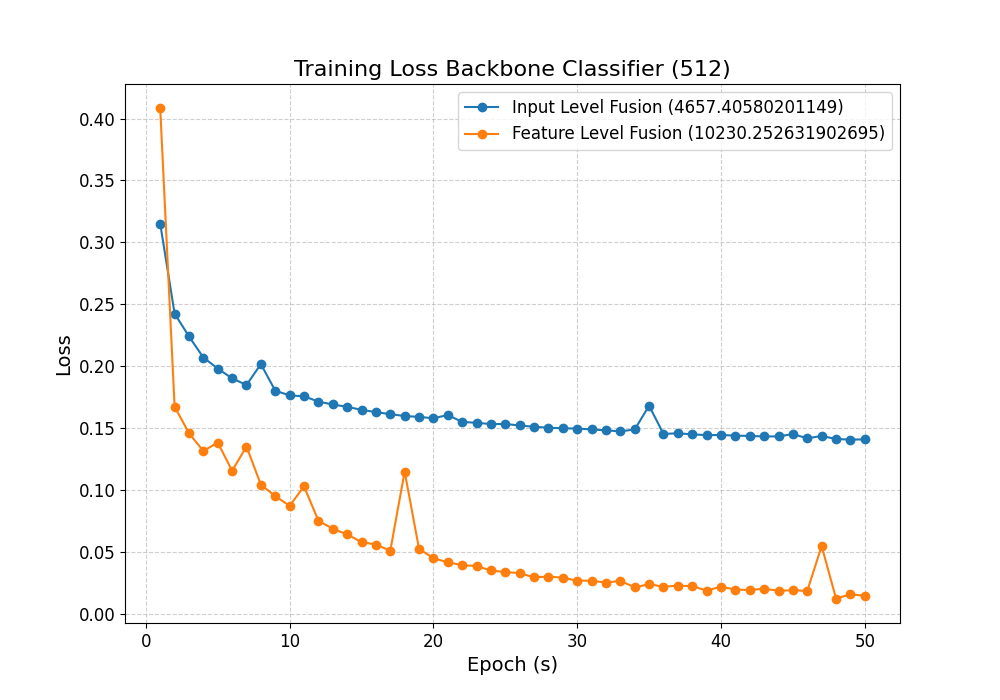 Training Loss Backbone Classifier (512)
Input Level Fusion (4657.40580201149)
Feature Level Fusion (10230.252631902695)
Loss
0.40
0.35
0.30
0.25
0.20
0.15
0.10
0.05
0.00
0 10 20 30 40 50
Epoch (s)